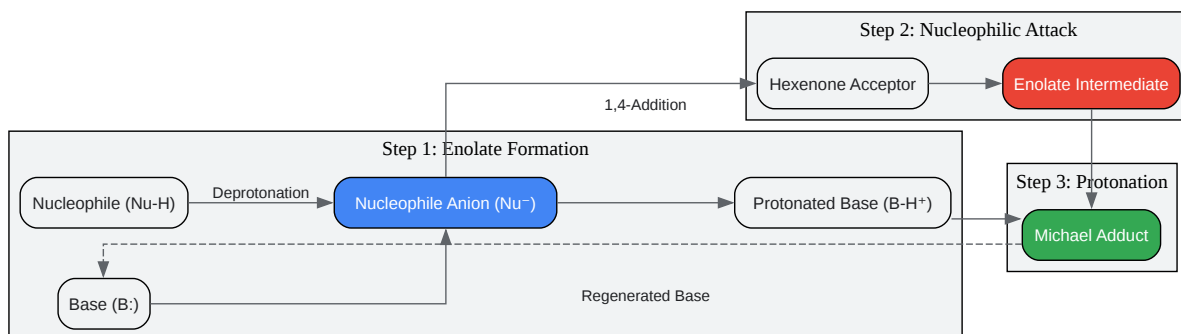 Step 2: Nucleophilic Attack
Hexenone Acceptor
Enolate Intermediate
1,4-Addition
Step 1: Enolate Formation
Nucleophile (Nu-H)
Deprotonation
Nucleophile Anion (Nu⁻)
Protonated Base (B-H⁺)
Step 3: Protonation
Michael Adduct
Base (B:)
Regenerated Base